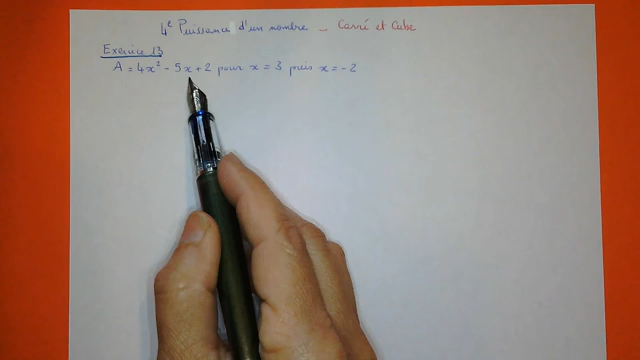 4e Puissance d'un nombre _ Carré et Cube
Exercice 13
A = 4x² - 5x + 2 pour x = 3 puis x = -2